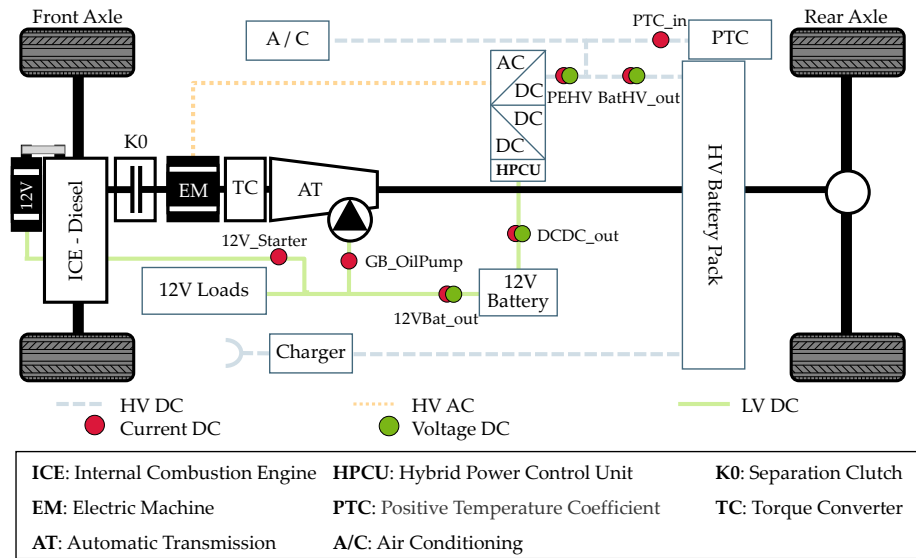 Front Axle
Rear Axle
PTC_in
A / C
PTC
AC
DC
PEHV
BatHV_out
DC
DC
K0
HPCU
12V
ICE - Diesel
EM
TC
AT
HV Battery Pack
12V_Starter
DCDC_out
GB_OilPump
12V Loads
12V
Battery
12VBat_out
Charger
HV DC
HV AC
LV DC
Current DC
Voltage DC
ICE: Internal Combustion Engine HPCU: Hybrid Power Control Unit K0: Separation Clutch
EM: Electric Machine PTC: Positive Temperature Coefficient TC: Torque Converter
AT: Automatic Transmission A/C: Air Conditioning